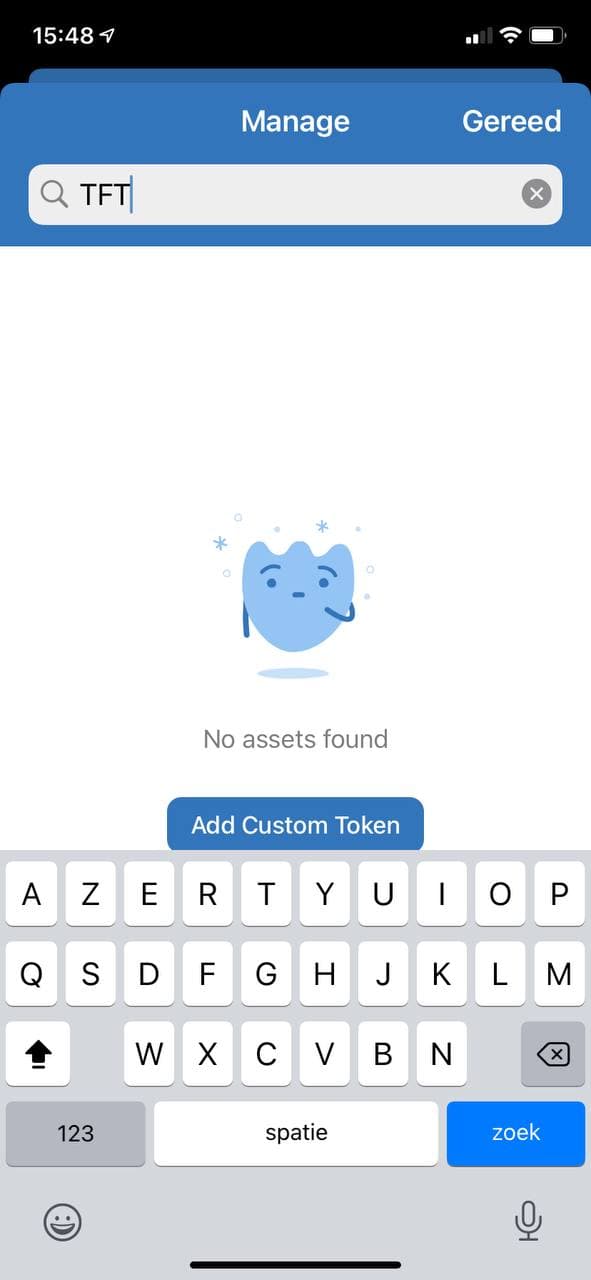 15:48
Manage Gereed
TFT
No assets found
Add Custom Token
A Z E R T Y U I O P
Q S D F G H J K L M
W X C V B N
123 spatie zoek